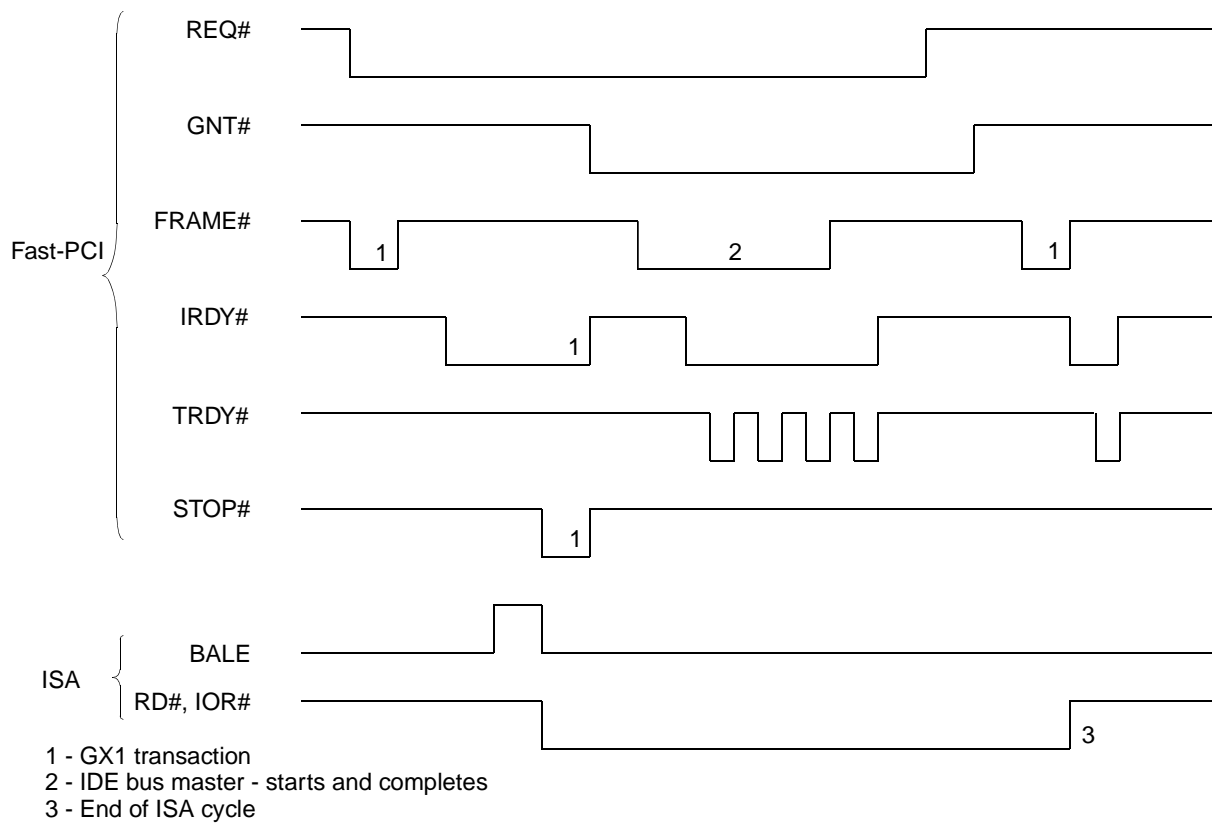 REQ#
GNT#
FRAME#
1
2
1
Fast-PCI
IRDY#
1
TRDY#
STOP#
1
BALE
ISA
RD#, IOR#
3
1 - GX1 transaction
2 - IDE bus master - starts and completes
3 - End of ISA cycle